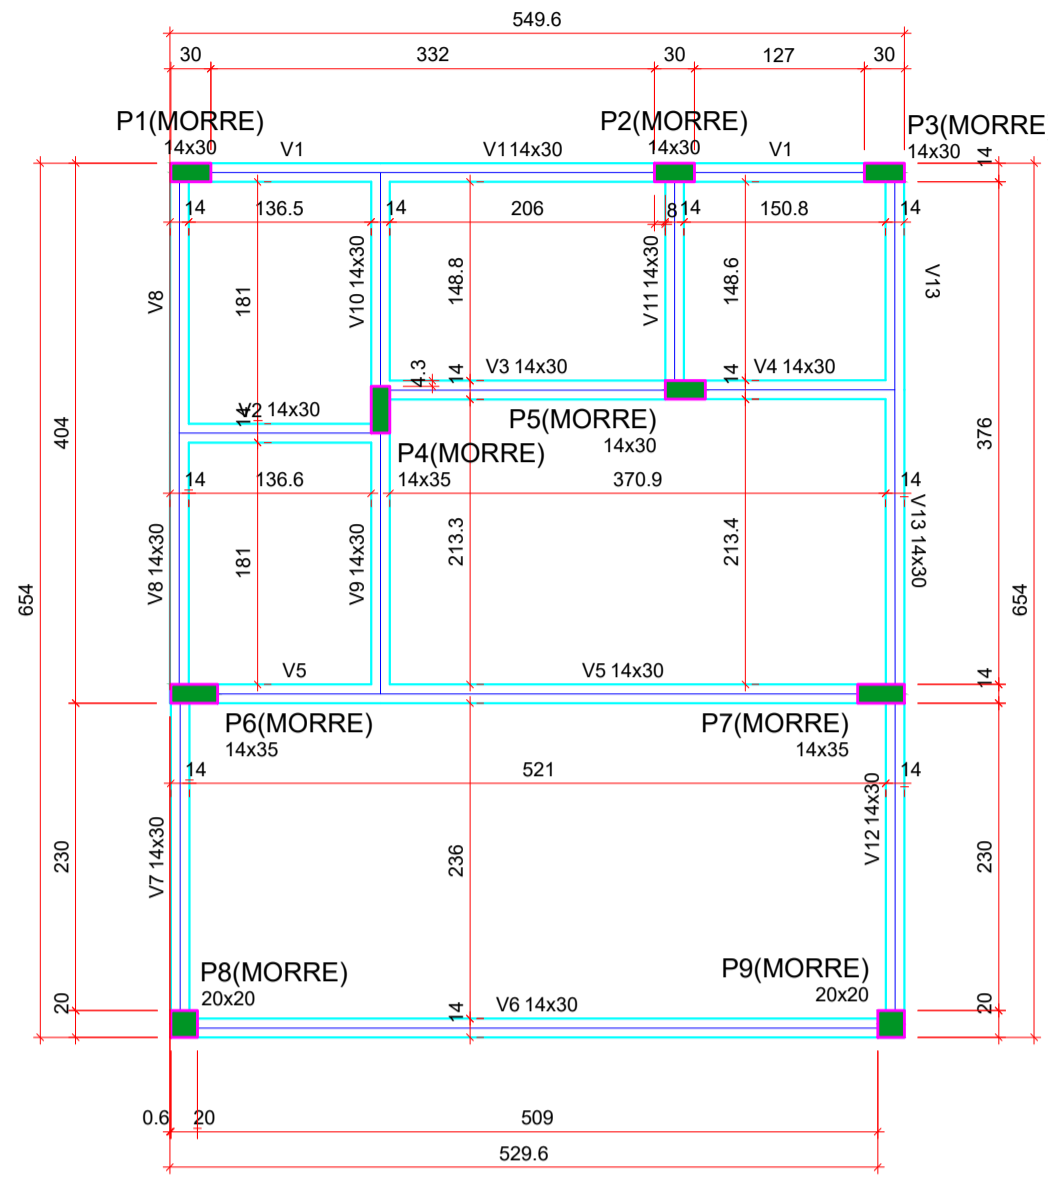 549.6
30 332 30 127 30
P1(MORRE) P2(MORRE) P3(MORRE
14x30 V1 V114x30 14x30 V1 14x30
14
14 136.5 14 206 8 14 150.8 14
V8 181 V10 14x30 148.8 V11 14x30 148.6 V13
4.3 14 V3 14x30 14 V4 14x30
14 V2 14x30
P5(MORRE)
14x30
404 376
P4(MORRE)
14 136.6 14x35 370.9 14
V8 14x30 181 V9 14x30 213.3 213.4 V13 14x30
654 654
V5 V5 14x30 14
P6(MORRE) P7(MORRE)
14x35 14x35
14 521 14
230 V7 14x30 236 V12 14x30 230
P8(MORRE) P9(MORRE)
20x20 20x20
20 14 V6 14x30 20
0.6 20 509
529.6